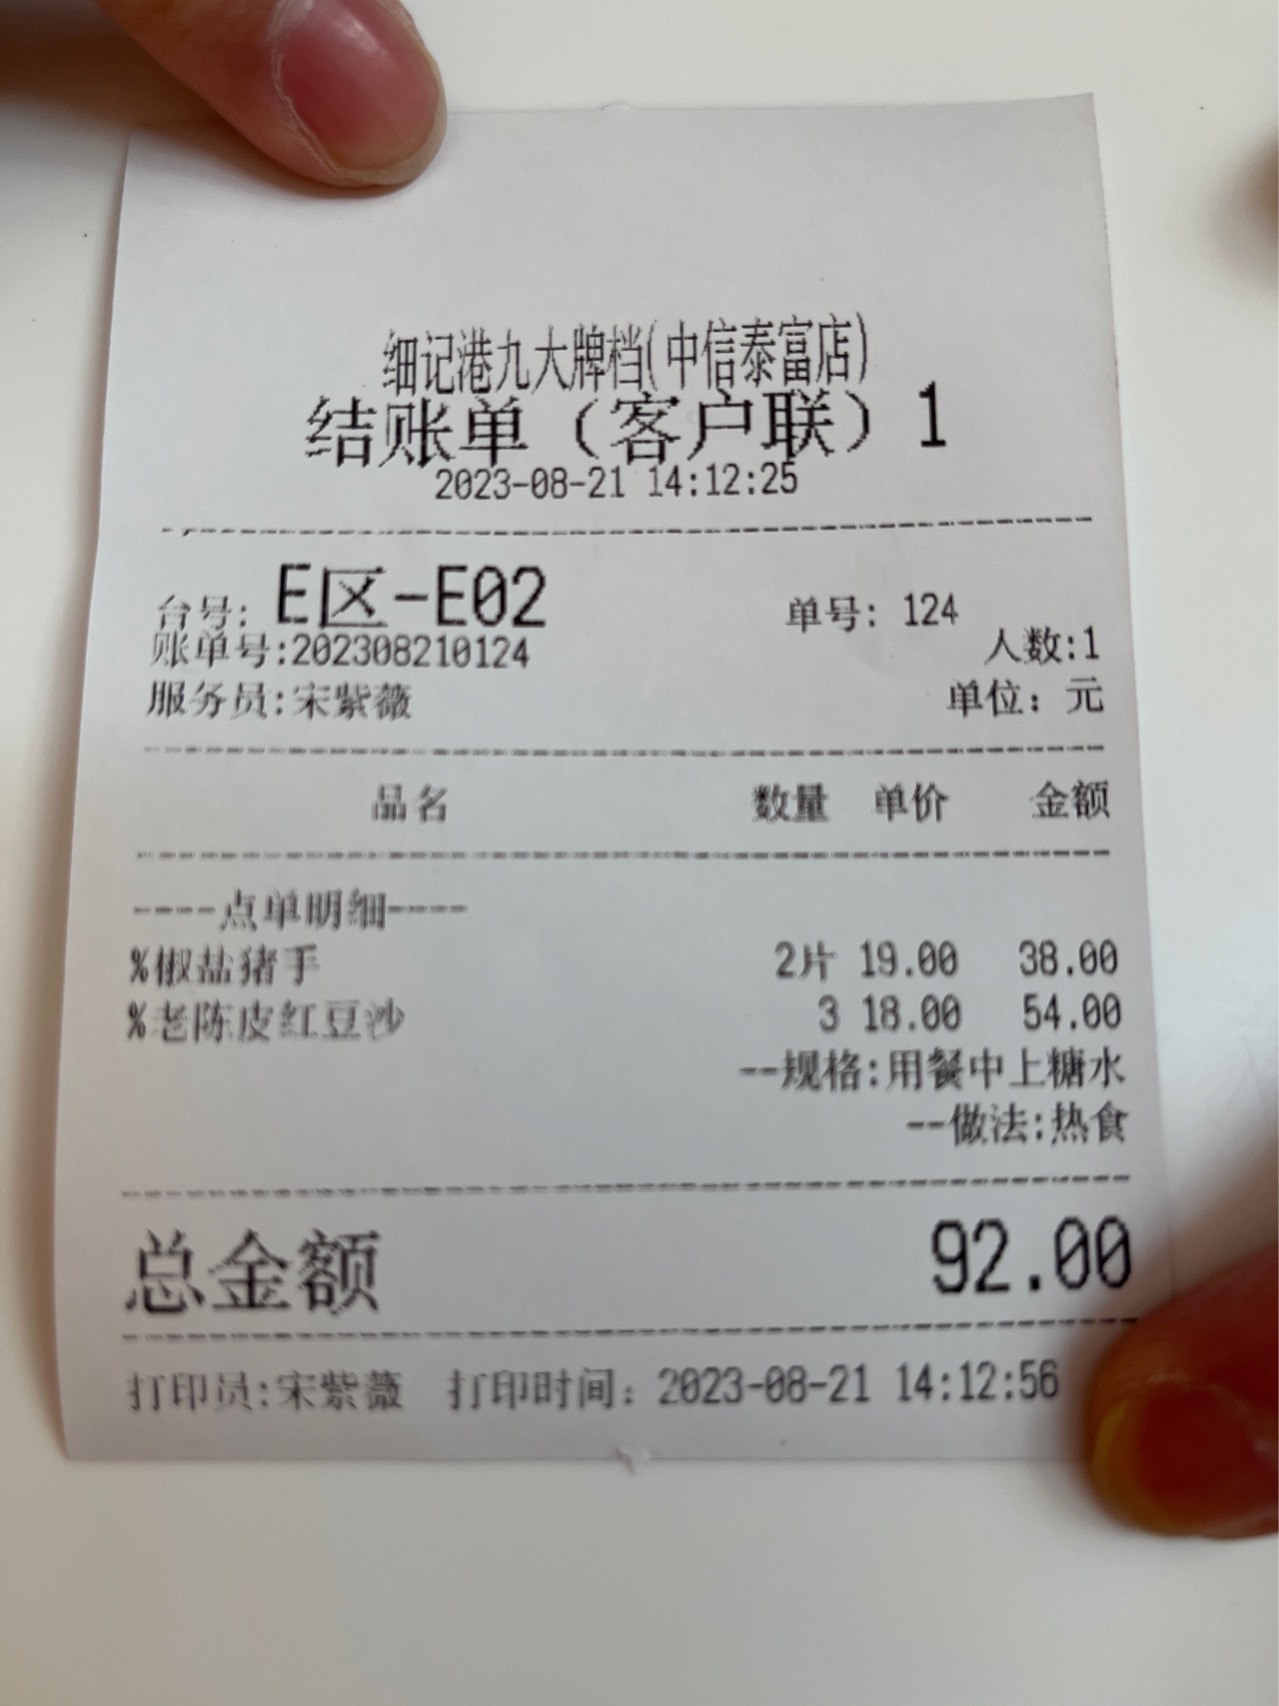 细记港九大牌档(中信泰富店)
结账单（客户联）1
2023-08-21 14:12:25
台号: E区-E02 单号: 124
账单号:202308210124 人数:1
服务员:宋紫薇 单位: 元
品名 数量 单价 金额
----点单明细----
%椒盐猪手 2片 19.00 38.00
%老陈皮红豆沙 3 18.00 54.00
--规格:用餐中上糖水
--做法:热食
总金额 92.00
打印员:宋紫薇 打印时间: 2023-08-21 14:12:56